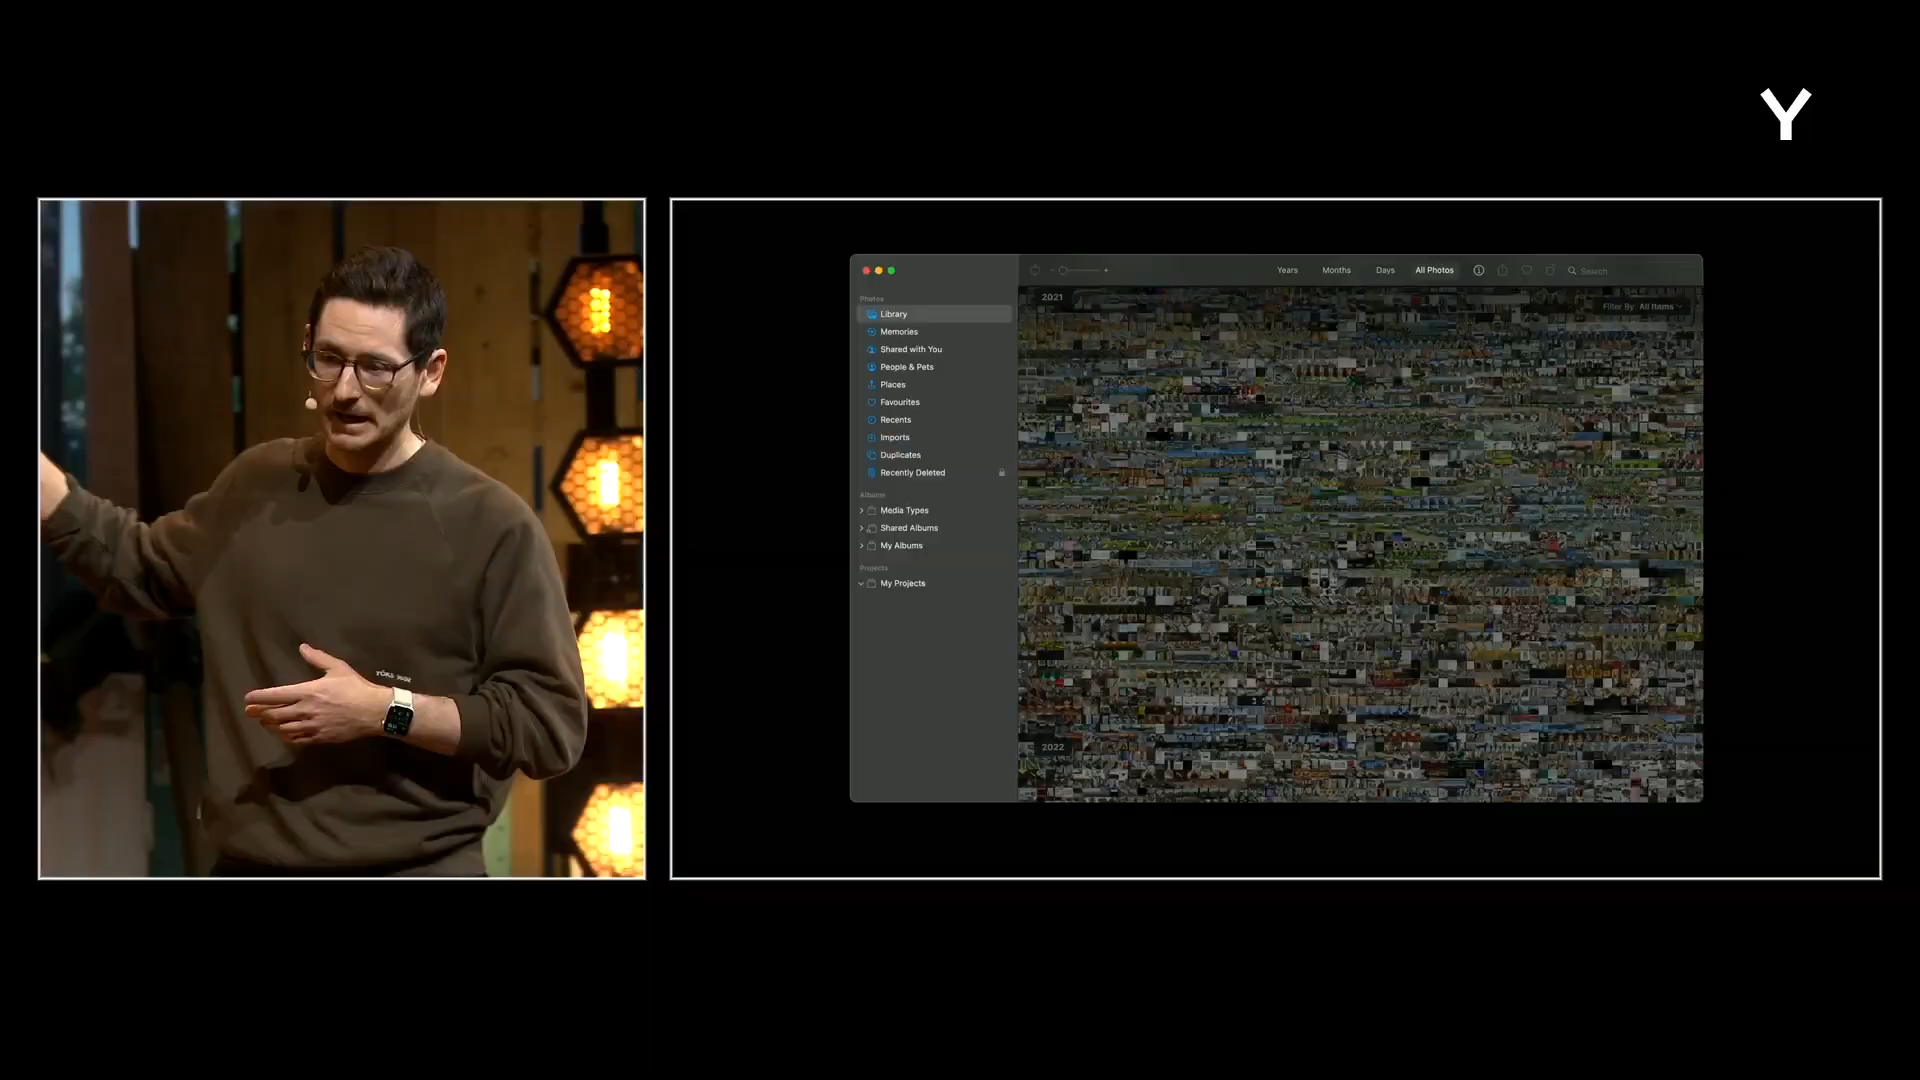 Y
Years
Months
Days
All Photos
Search
Photos
Library
Memories
Shared with You
People & Pets
Places
Favourites
Recents
Imports
Duplicates
Recently Deleted
Albums
Media Types
Shared Albums
My Albums
Projects
My Projects
2021
Filter By: All Items
2022